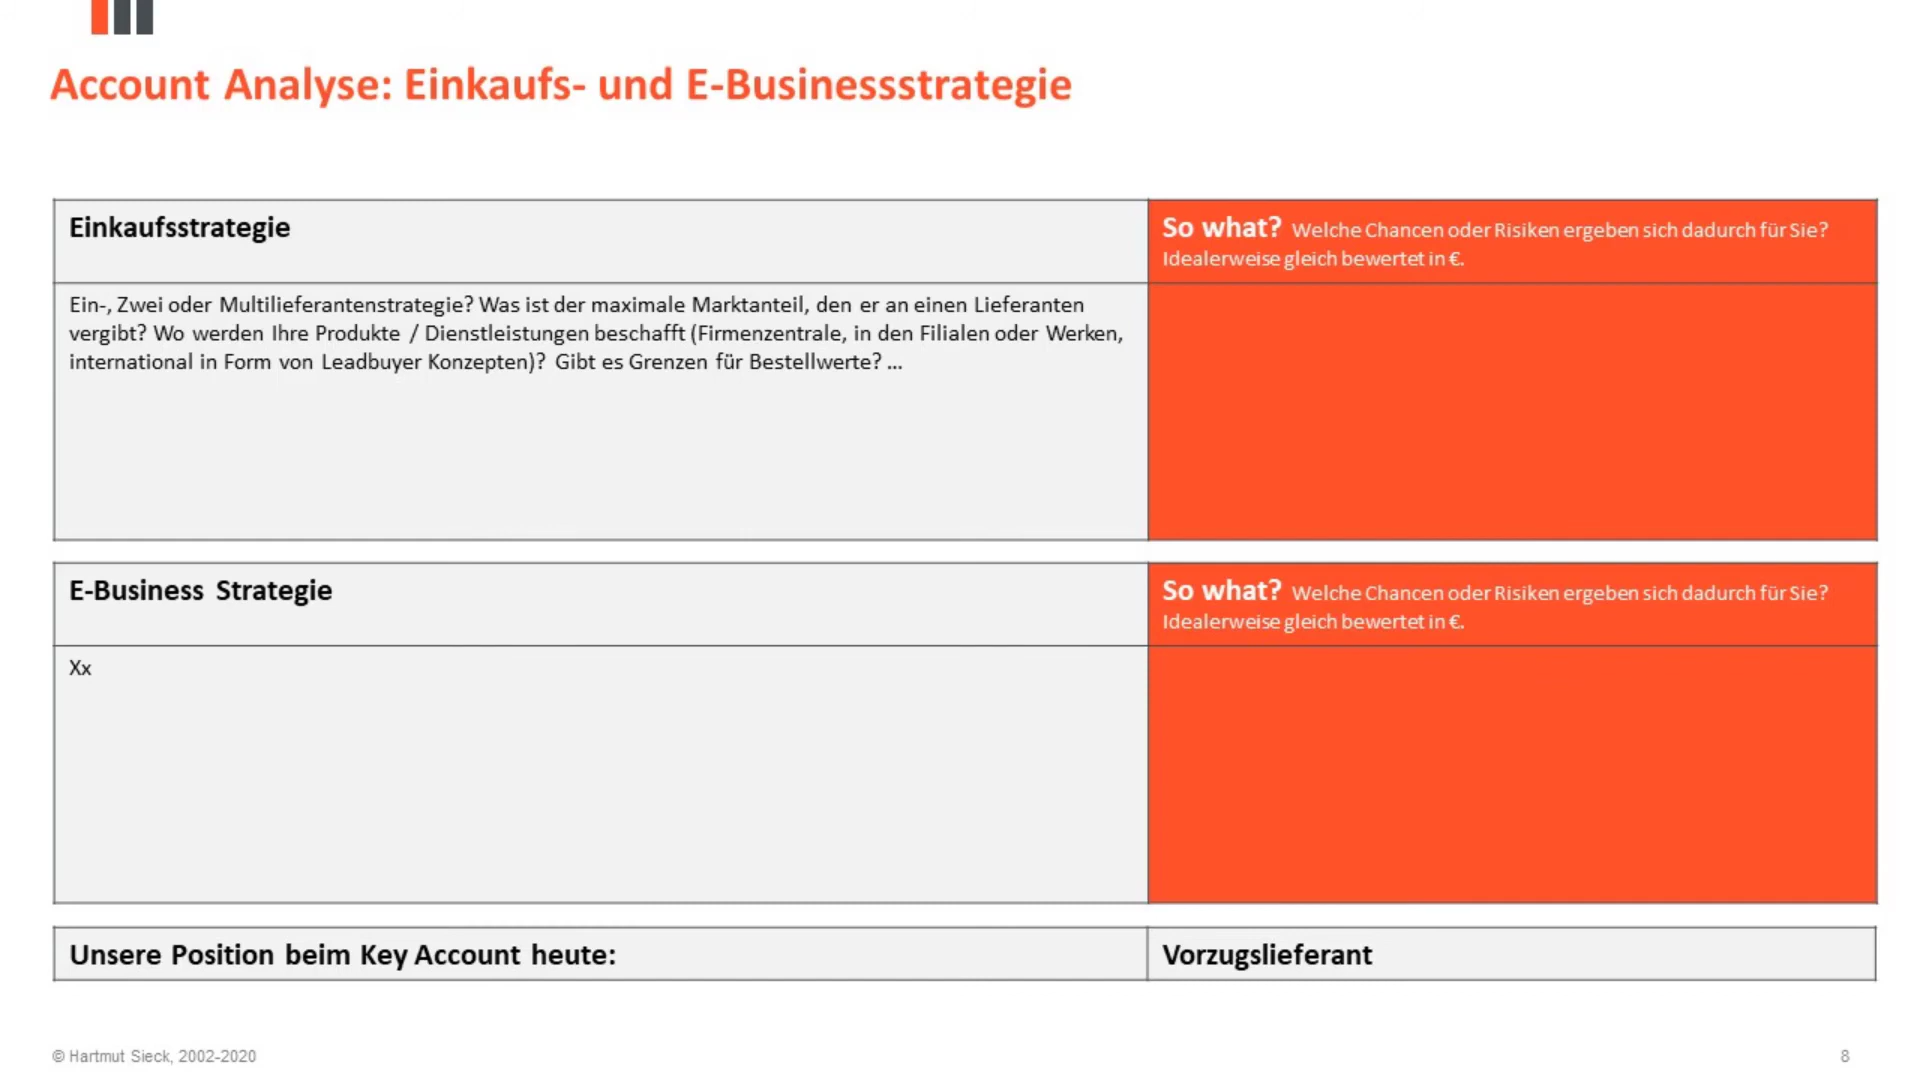 Account Analyse: Einkaufs- und E-Businessstrategie
Einkaufsstrategie
So what? Welche Chancen oder Risiken ergeben sich dadurch für Sie?
Idealerweise gleich bewertet in €.
Ein-, Zwei oder Multilieferantenstrategie? Was ist der maximale Marktanteil, den er an einen Lieferanten
vergibt? Wo werden Ihre Produkte / Dienstleistungen beschafft (Firmenzentrale, in den Filialen oder Werken,
international in Form von Leadbuyer Konzepten)? Gibt es Grenzen für Bestellwerte? ...
E-Business Strategie
So what? Welche Chancen oder Risiken ergeben sich dadurch für Sie?
Idealerweise gleich bewertet in €.
Xx
Unsere Position beim Key Account heute:
Vorzugslieferant
© Hartmut Sieck, 2002-2020
8